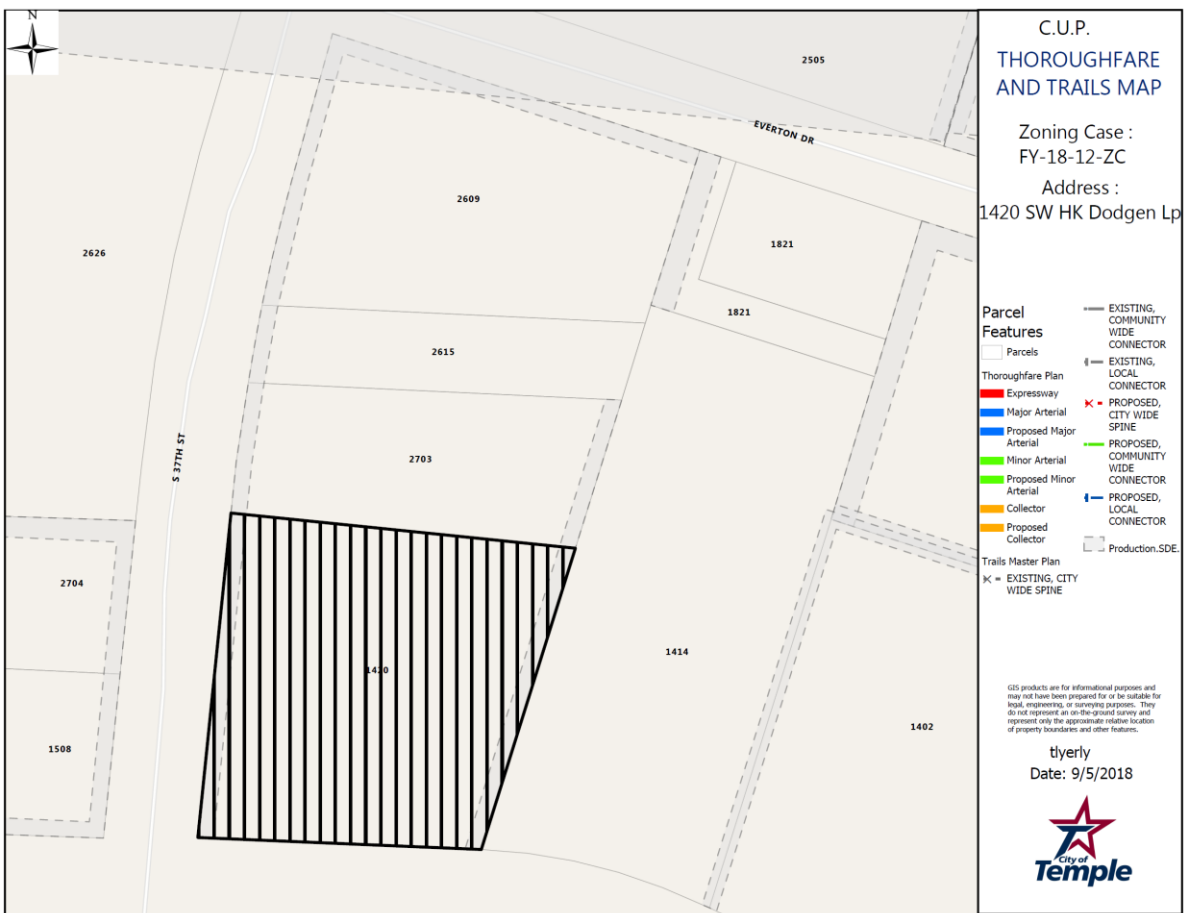 N
2505
EVERTON DR
2609
1821
2626
1821
2615
S 37TH ST
2703
2704
1420
1414
1508
1402
C.U.P.
THOROUGHFARE
AND TRAILS MAP
Zoning Case :
FY-18-12-ZC
Address :
1420 SW HK Dodgen Lp
Parcel
Features
Parcels
Thoroughfare Plan
Expressway
Major Arterial
Proposed Major
Arterial
Minor Arterial
Proposed Minor
Arterial
Collector
Proposed
Collector
Trails Master Plan
EXISTING, CITY
WIDE SPINE
EXISTING,
COMMUNITY
WIDE
CONNECTOR
EXISTING,
LOCAL
CONNECTOR
PROPOSED,
CITY WIDE
SPINE
PROPOSED,
COMMUNITY
WIDE
CONNECTOR
PROPOSED,
LOCAL
CONNECTOR
Production.SDE.
GIS products are for informational purposes and
may not have been prepared for or be suitable for
legal, engineering, or surveying purposes. They
do not represent an on-the-ground survey and
represent only the approximate relative location
of property boundaries and other features.
tlyerly
Date: 9/5/2018
City of
Temple